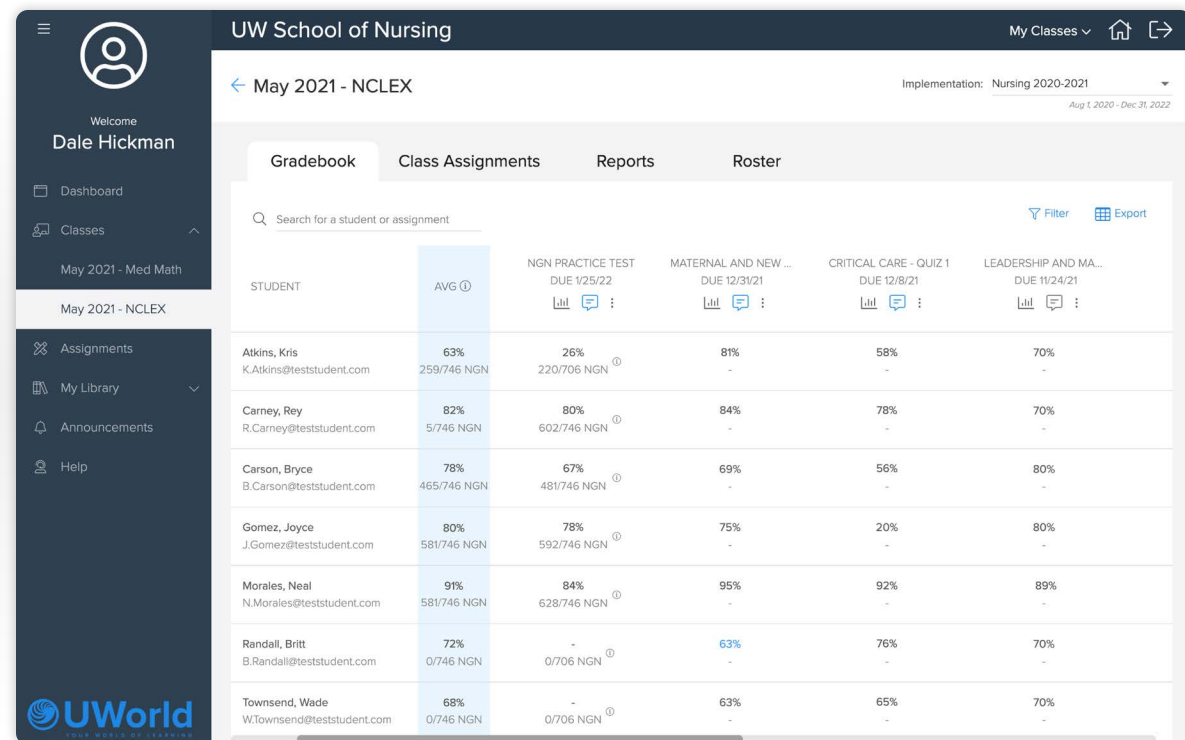 UW School of Nursing
My Classes
Welcome
Dale Hickman
Dashboard
Classes
May 2021 - Med Math
May 2021 - NCLEX
Assignments
My Library
Announcements
Help
UWorld
YOUR WORLD OF LEARNING
May 2021 - NCLEX
Implementation: Nursing 2020-2021
Aug 1, 2020 - Dec 31, 2022
Gradebook Class Assignments Reports Roster
Search for a student or assignment
Filter Export
STUDENT AVG
NGN PRACTICE TEST
DUE 1/25/22
MATERNAL AND NEW ...
DUE 12/31/21
CRITICAL CARE - QUIZ 1
DUE 12/8/21
LEADERSHIP AND MA...
DUE 11/24/21
Atkins, Kris 63% 26% 81% 58% 70%
K.Atkins@teststudent.com 259/746 NGN 220/706 NGN - - -
Carney, Rey 82% 80% 84% 78% 70%
R.Carney@teststudent.com 5/746 NGN 602/746 NGN - - -
Carson, Bryce 78% 67% 69% 56% 80%
B.Carson@teststudent.com 465/746 NGN 481/746 NGN - - -
Gomez, Joyce 80% 78% 75% 20% 80%
J.Gomez@teststudent.com 581/746 NGN 592/746 NGN - - -
Morales, Neal 91% 84% 95% 92% 89%
N.Morales@teststudent.com 581/746 NGN 628/746 NGN - - -
Randall, Britt 72% - 63% 76% 70%
B.Randall@teststudent.com 0/746 NGN 0/706 NGN - - -
Townsend, Wade 68% - 63% 65% 70%
W.Townsend@teststudent.com 0/746 NGN 0/706 NGN - - -